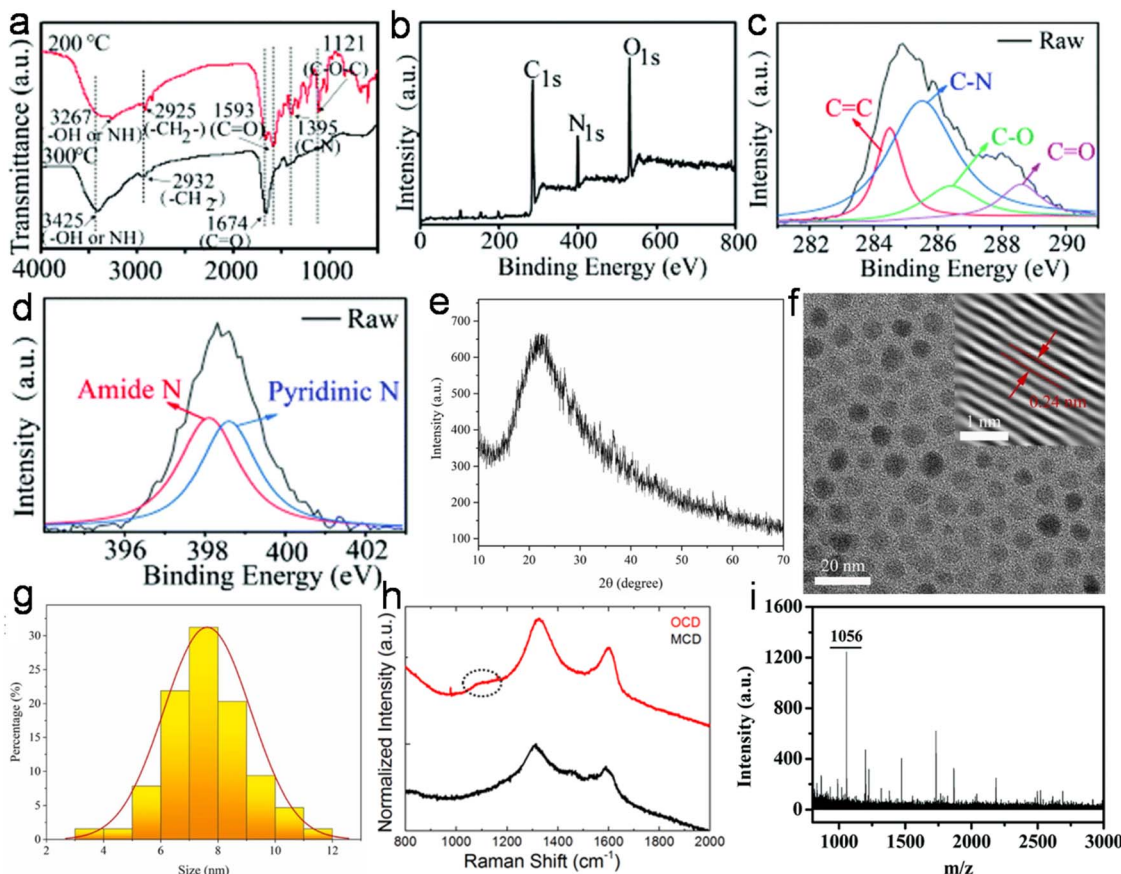 a
Transmittance (a.u.)
200 °C
1121
(C-O-C)
3267
-OH or NH)
2925
(-CH2-)
1593
(C=O)
1395
(C-N)
300°C
2932
(-CH2-)
3425
(-OH or NH)
1674
(C=O)
4000 3000 2000 1000
b
Intensity (a.u.)
C1s
N1s
O1s
0 200 400 600 800
Binding Energy (eV)
c
Intensity (a.u.)
Raw
C=C
C-N
C-O
C=O
282 284 286 288 290
Binding Energy (eV)
d
Intensity (a.u.)
Raw
Amide N
Pyridinic N
396 398 400 402
Binding Energy (eV)
e
Intensity (a.u.)
700
600
500
400
300
200
100
10 20 30 40 50 60 70
2θ (degree)
f
0.24 nm
1 nm
20 nm
g
Percentage (%)
30
25
20
15
10
5
0
2 4 6 8 10 12
Size (nm)
h
Normalized Intensity (a.u.)
OCD
MCD
800 1000 1200 1400 1600 1800 2000
Raman Shift (cm-1)
i
Intensity (a.u.)
1600
1200
800
400
0
1056
1000 1500 2000 2500 3000
m/z